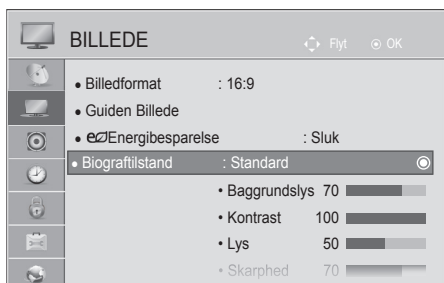 BILLEDE
Flyt OK
• Billedformat : 16:9
• Guiden Billede
• Energibesparelse : Sluk
• Biograftilstand : Standard
• Baggrundslys 70
• Kontrast 100
• Lys 50
• Skarphed 70